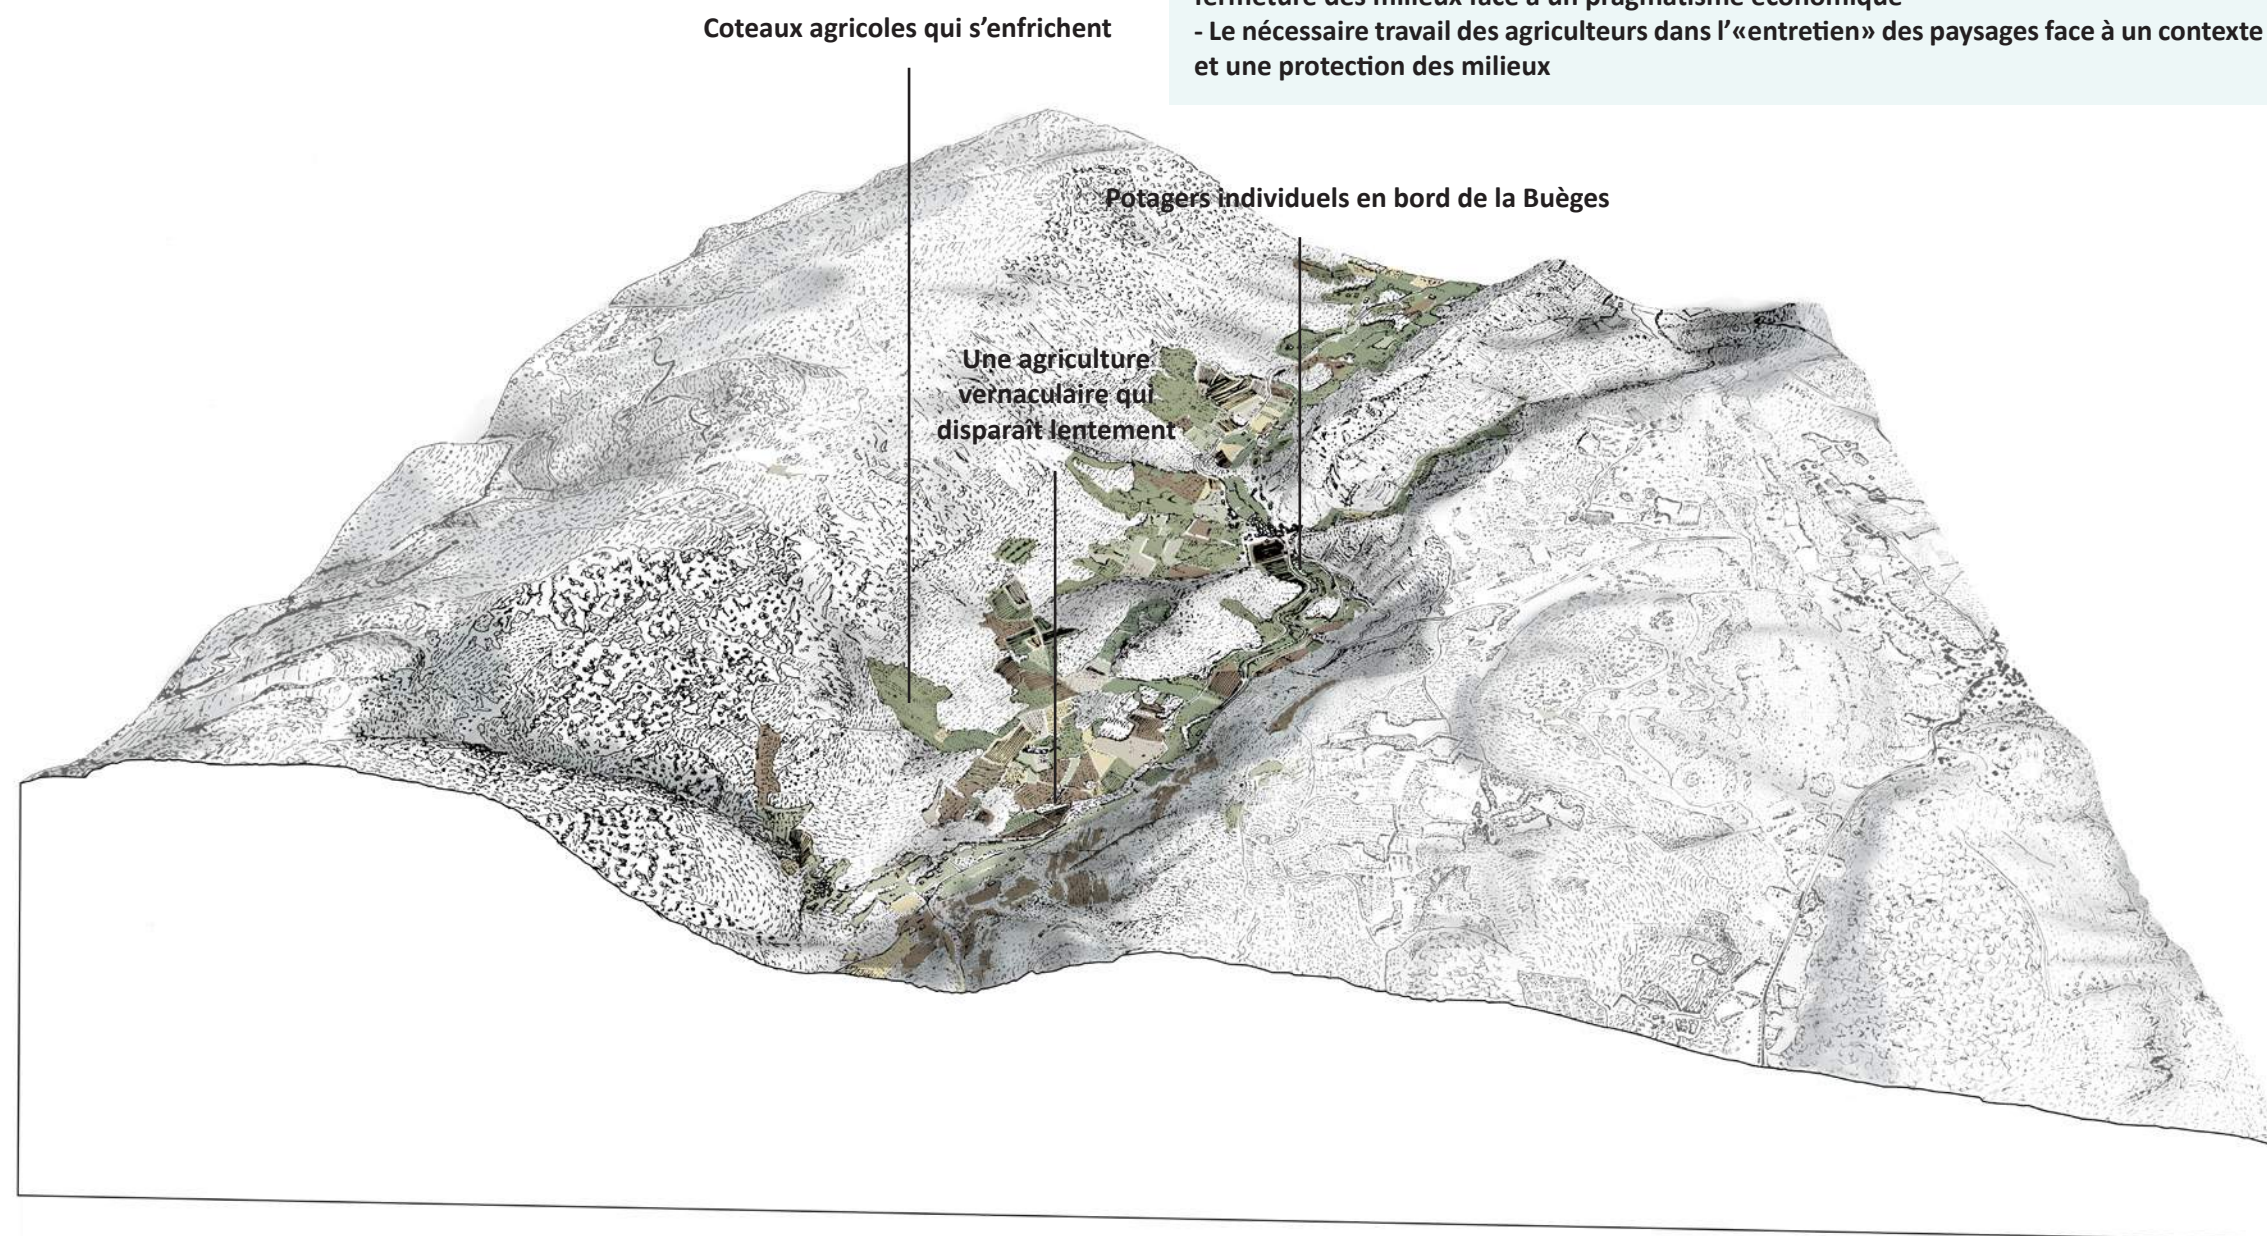 fermeture des milieux face à un pragmatisme économique
- Le nécessaire travail des agriculteurs dans l'«entretien» des paysages face à un contexte
et une protection des milieux
Coteaux agricoles qui s'enfrichent
Potagers individuels en bord de la Buèges
Une agriculture
vernaculaire qui
disparaît lentement